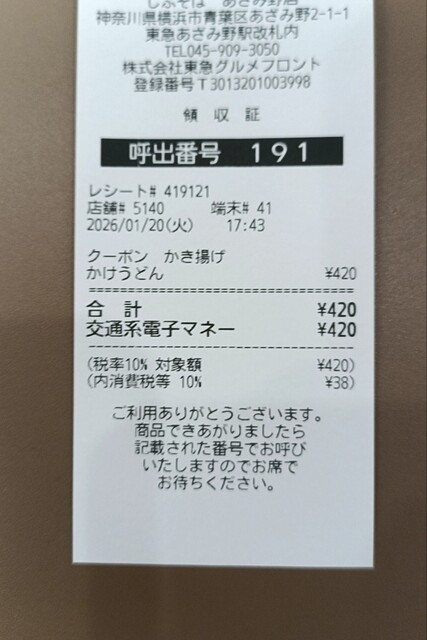 しぶそば　あざみ野店
神奈川県横浜市青葉区あざみ野2-1-1
東急あざみ野駅改札内
TEL045-909-3050
株式会社東急グルメフロント
登録番号T3013201003998
領　収　証
呼出番号　１９１
レシート# 419121
店舗# 5140　　端末# 41
2026/01/20(火)　　17:43
クーポン　かき揚げ
かけうどん　¥420
合　計　¥420
交通系電子マネー　¥420
(税率10% 対象額　¥420)
(内消費税等 10%　¥38)
ご利用ありがとうございます。
商品できあがりましたら
記載された番号でお呼び
いたしますのでお席で
お待ちください。